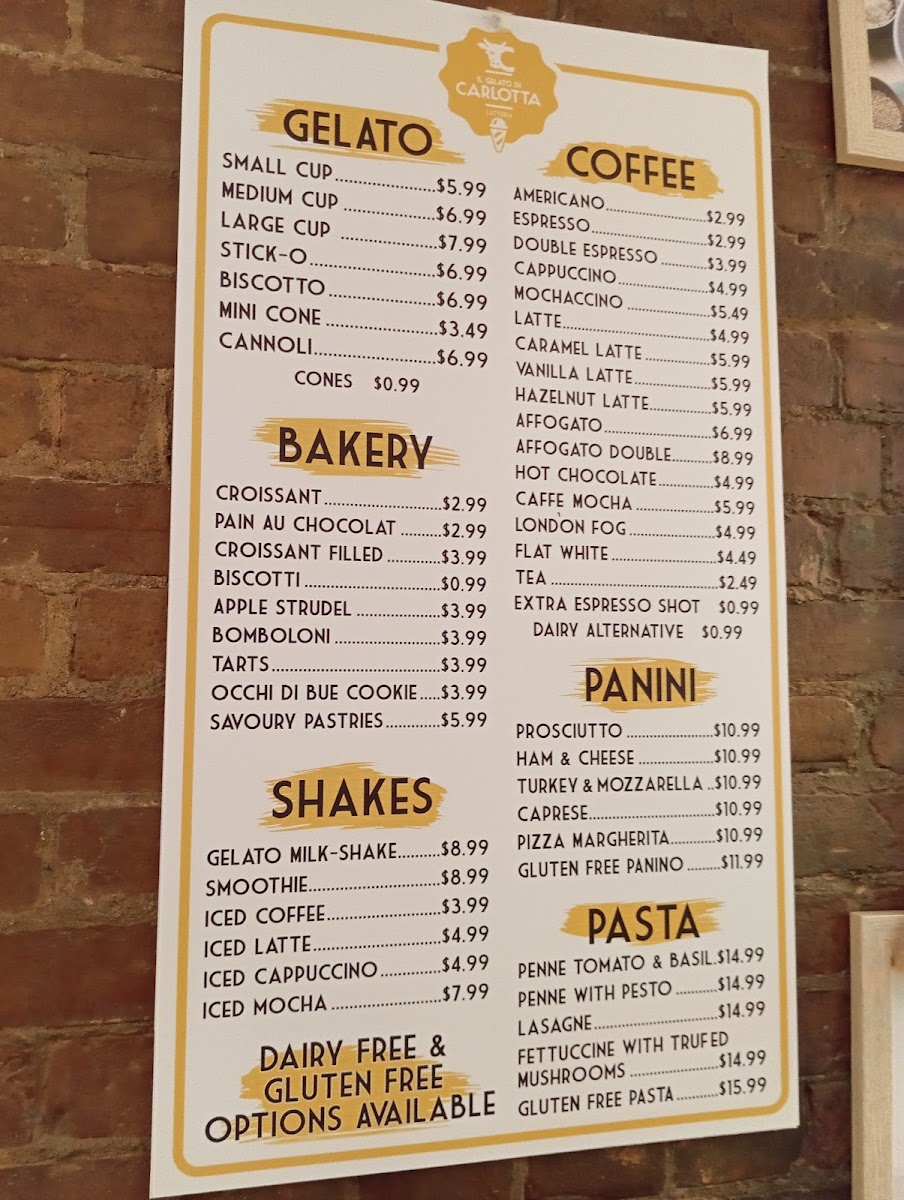 IL GELATO DI
CARLOTTA
LATTERIA
GELATO
SMALL CUP..................$5.99
MEDIUM CUP ................$6.99
LARGE CUP .................$7.99
STICK-O......................$6.99
BISCOTTO ..................$6.99
MINI CONE ..................$3.49
CANNOLI.....................$6.99
CONES $0.99
BAKERY
CROISSANT.....................$2.99
PAIN AU CHOCOLAT ........$2.99
CROISSANT FILLED ..........$3.99
BISCOTTI ........................$0.99
APPLE STRUDEL ...............$3.99
BOMBOLONI ...................$3.99
TARTS..............................$3.99
OCCHI DI BUE COOKIE.....$3.99
SAVOURY PASTRIES..........$5.99
SHAKES
GELATO MILK-SHAKE........$8.99
SMOOTHIE........................$8.99
ICED COFFEE.....................$3.99
ICED LATTE.......................$4.99
ICED CAPPUCCINO...........$4.99
ICED MOCHA ...................$7.99
DAIRY FREE &
GLUTEN FREE
OPTIONS AVAILABLE
COFFEE
AMERICANO....................$2.99
ESPRESSO.......................$2.99
DOUBLE ESPRESSO .........$3.99
CAPPUCCINO..................$4.99
MOCHACCINO ................$5.49
LATTE.............................$4.99
CARAMEL LATTE .............$5.99
VANILLA LATTE...............$5.99
HAZELNUT LATTE............$5.99
AFFOGATO .....................$6.99
AFFOGATO DOUBLE........$8.99
HOT CHOCOLATE...........$4.99
CAFFE MOCHA ...............$5.99
LONDON FOG.................$4.99
FLAT WHITE ....................$4.49
TEA .................................$2.49
EXTRA ESPRESSO SHOT $0.99
DAIRY ALTERNATIVE $0.99
PANINI
PROSCIUTTO ..................$10.99
HAM & CHEESE ...............$10.99
TURKEY & MOZZARELLA ..$10.99
CAPRESE.........................$10.99
PIZZA MARGHERITA.........$10.99
GLUTEN FREE PANINO .......$11.99
PASTA
PENNE TOMATO & BASIL.$14.99
PENNE WITH PESTO ........$14.99
LASAGNE.........................$14.99
FETTUCCINE WITH TRUFED
MUSHROOMS .................$14.99
GLUTEN FREE PASTA..........$15.99